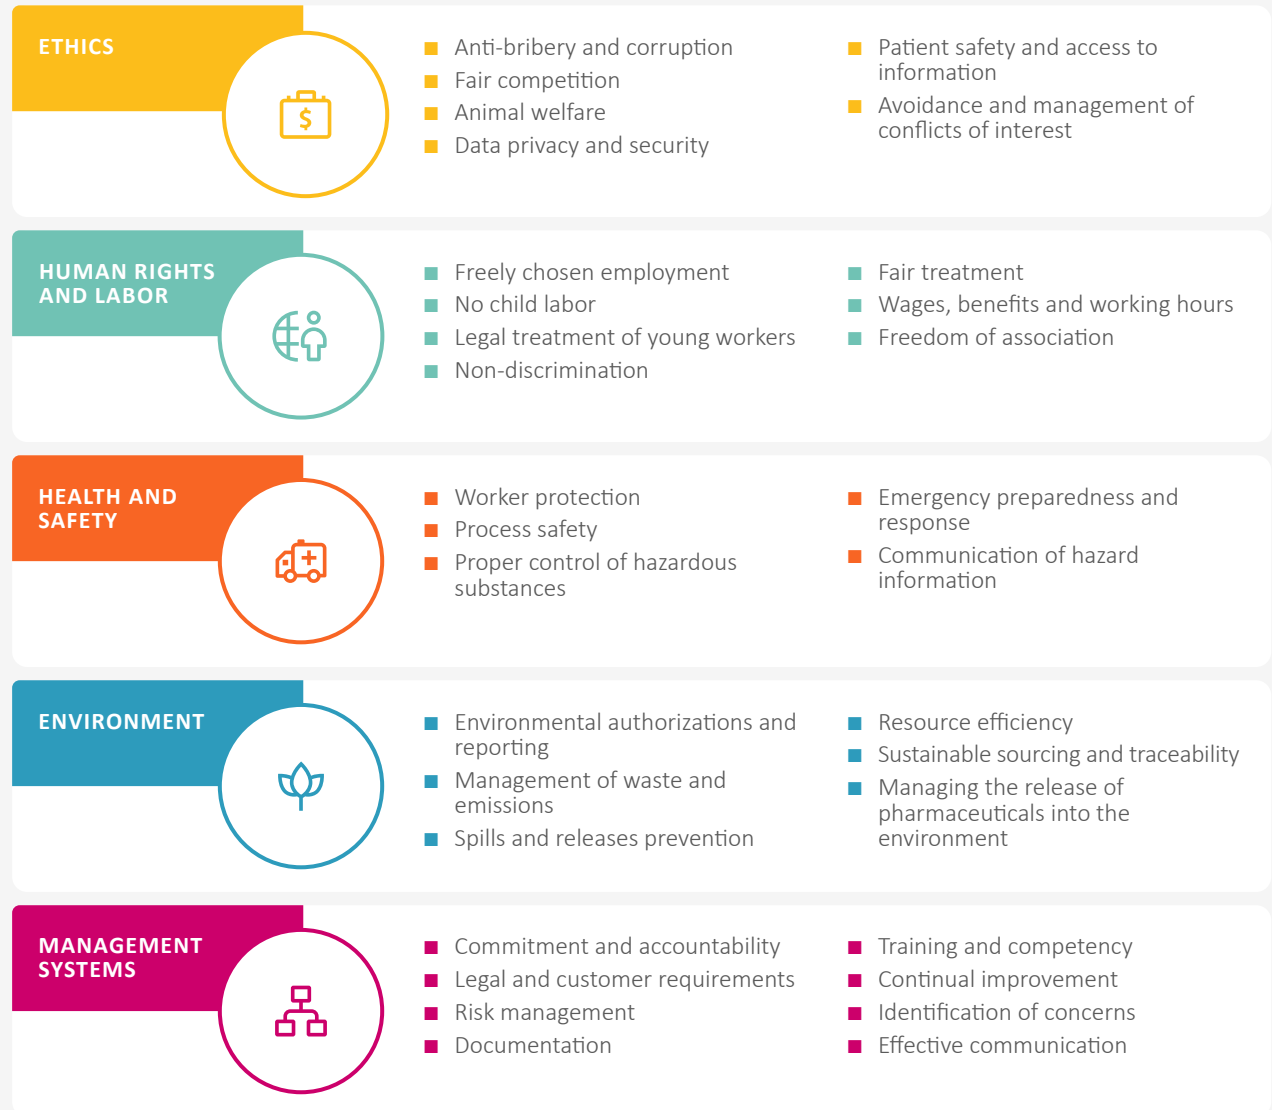 ETHICS
$
Anti-bribery and corruption
Fair competition
Animal welfare
Data privacy and security
Patient safety and access to
information
Avoidance and management of
conflicts of interest
HUMAN RIGHTS
AND LABOR
Freely chosen employment
No child labor
Legal treatment of young workers
Non-discrimination
Fair treatment
Wages, benefits and working hours
Freedom of association
HEALTH AND
SAFETY
Worker protection
Process safety
Proper control of hazardous
substances
Emergency preparedness and
response
Communication of hazard
information
ENVIRONMENT
Environmental authorizations and
reporting
Management of waste and
emissions
Spills and releases prevention
Resource efficiency
Sustainable sourcing and traceability
Managing the release of
pharmaceuticals into the
environment
MANAGEMENT
SYSTEMS
Commitment and accountability
Legal and customer requirements
Risk management
Documentation
Training and competency
Continual improvement
Identification of concerns
Effective communication